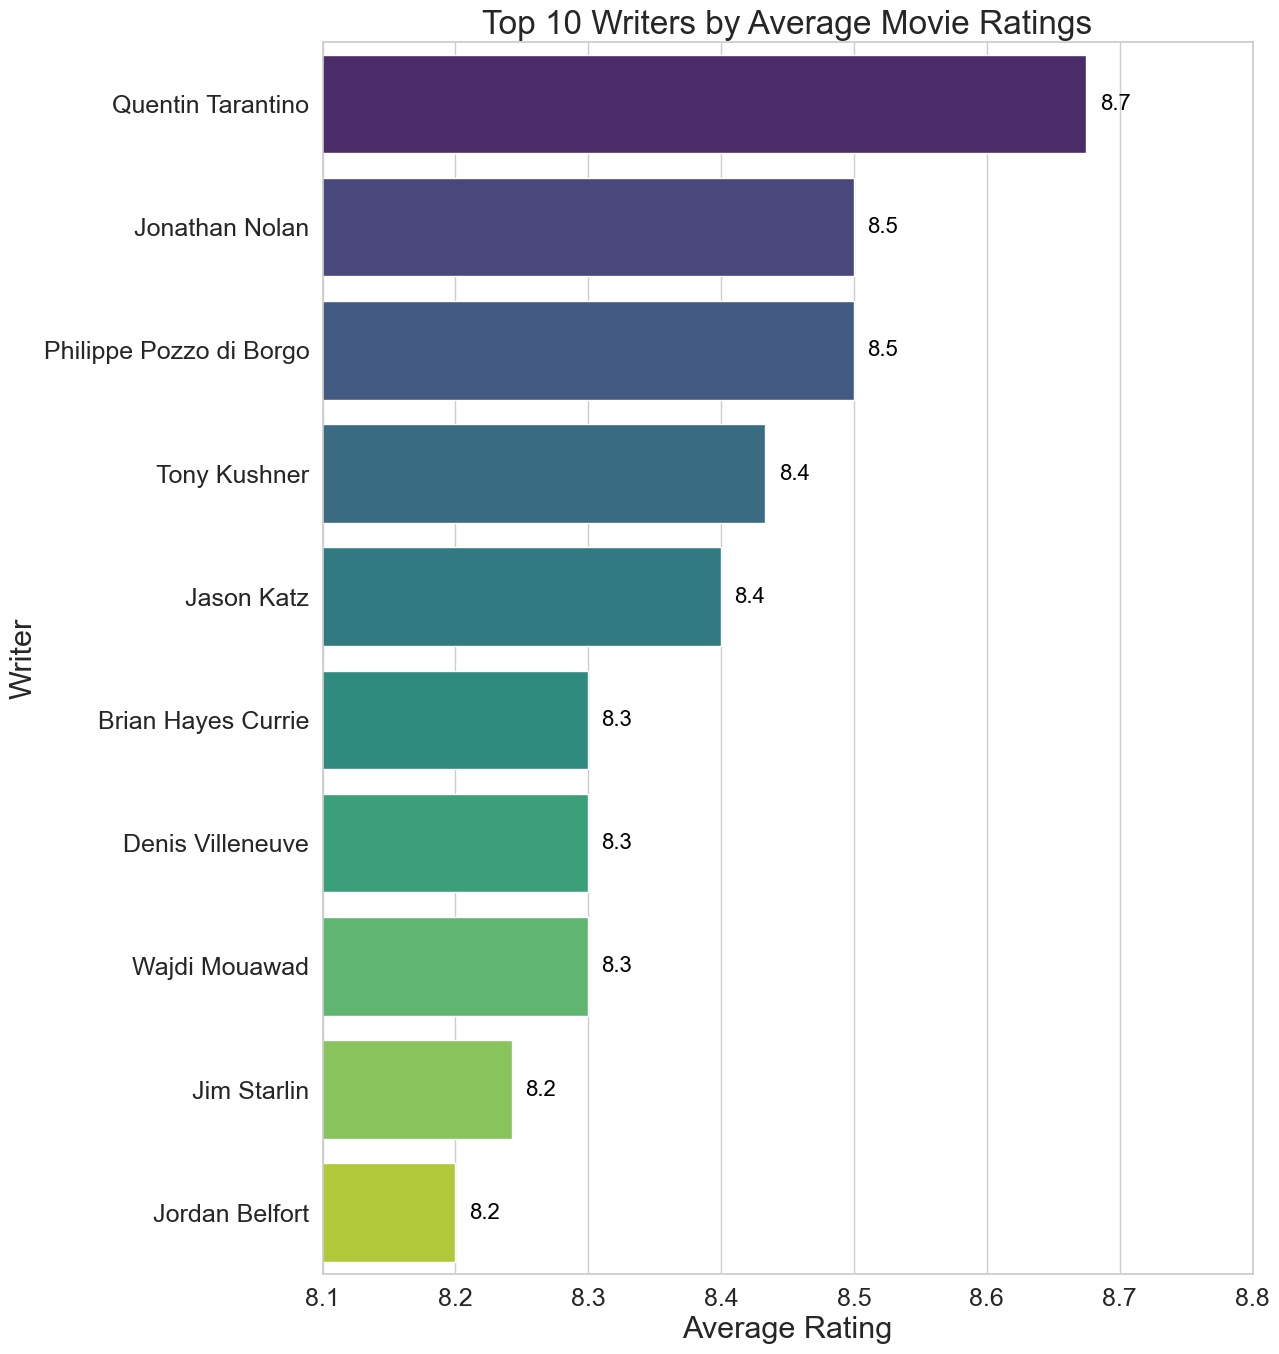 Top 10 Writers by Average Movie Ratings
Quentin Tarantino 8.7
Jonathan Nolan 8.5
Philippe Pozzo di Borgo 8.5
Tony Kushner 8.4
Jason Katz 8.4
Writer
Brian Hayes Currie 8.3
Denis Villeneuve 8.3
Wajdi Mouawad 8.3
Jim Starlin 8.2
Jordan Belfort 8.2
8.1 8.2 8.3 8.4 8.5 8.6 8.7 8.8
Average Rating